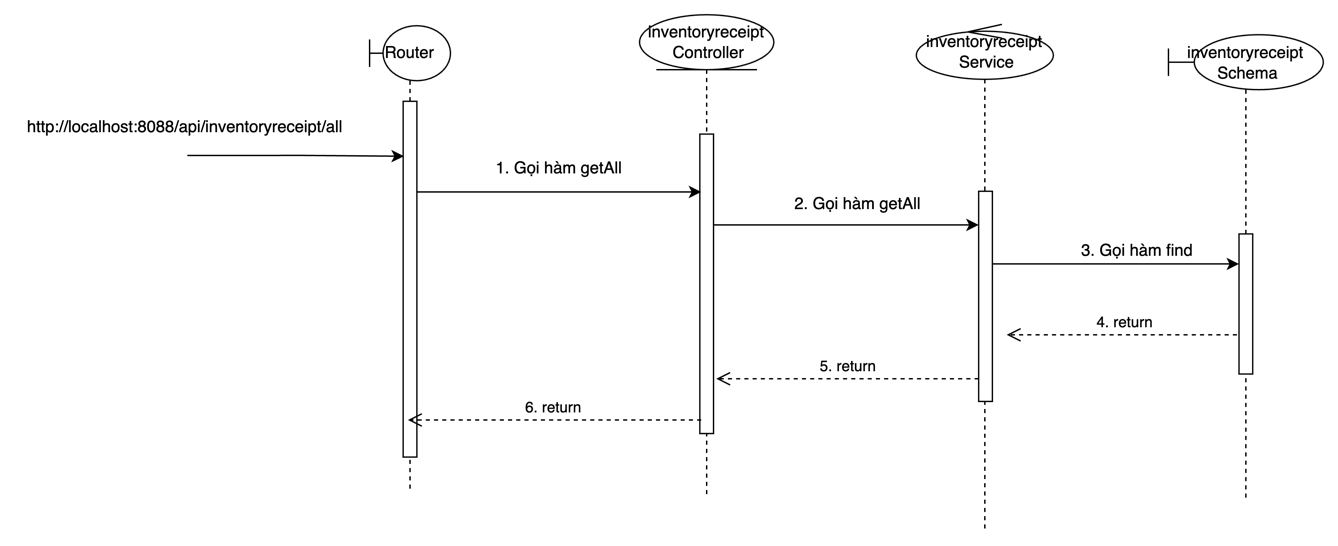 Router
inventoryreceipt
Controller
inventoryreceipt
Service
inventoryreceipt
Schema
http://localhost:8088/api/inventoryreceipt/all
1. Gọi hàm getAll
2. Gọi hàm getAll
3. Gọi hàm find
4. return
5. return
6. return